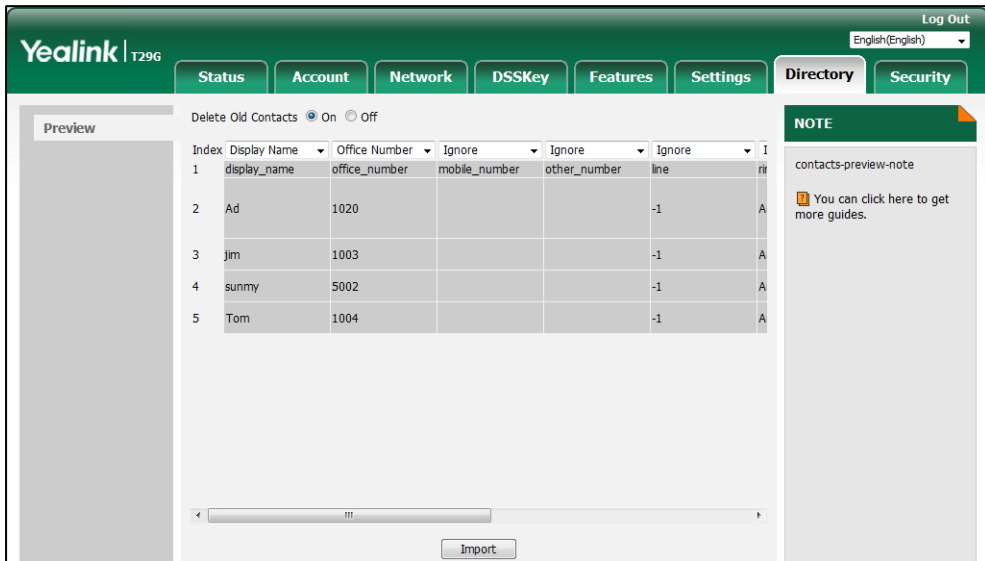 Log Out
Yealink T29G
English(English)
Status Account Network DSSKey Features Settings Directory Security
Preview
Delete Old Contacts On Off
Index Display Name Office Number Ignore Ignore Ignore
1 display_name office_number mobile_number other_number line
2 Ad 1020 -1
3 jim 1003 -1
4 sunmy 5002 -1
5 Tom 1004 -1
Import
NOTE
contacts-preview-note
You can click here to get
more guides.